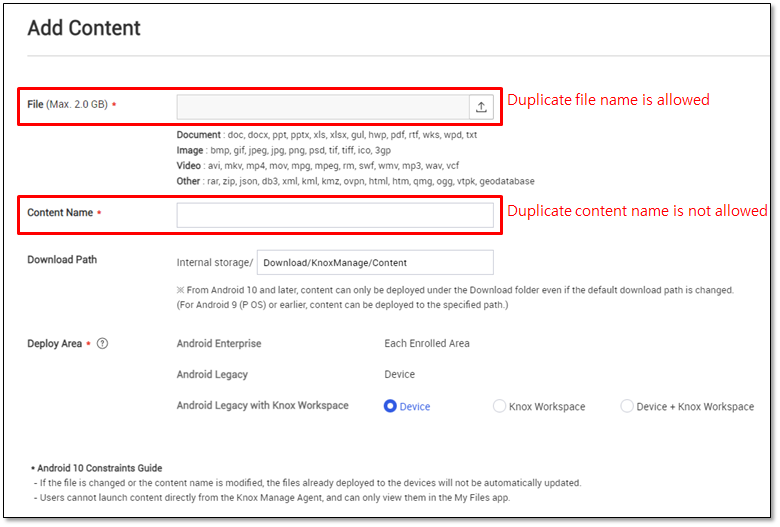 Add Content
File (Max. 2.0 GB) * Duplicate file name is allowed
Document : doc, docx, ppt, pptx, xls, xlsx, gul, hwp, pdf, rtf, wks, wpd, txt
Image : bmp, gif, jpeg, jpg, png, psd, tif, tiff, ico, 3gp
Video : avi, mkv, mp4, mov, mpg, mpeg, rm, swf, wmv, mp3, wav, vcf
Other : rar, zip, json, db3, xml, kml, kmz, ovpn, html, htm, qmg, ogg, vtpk, geodatabase
Content Name * Duplicate content name is not allowed
Download Path Internal storage/ Download/KnoxManage/Content
※ From Android 10 and later, content can only be deployed under the Download folder even if the default download path is changed.
(For Android 9 (P OS) or earlier, content can be deployed to the specified path.)
Deploy Area * ? Android Enterprise Each Enrolled Area
Android Legacy Device
Android Legacy with Knox Workspace Device Knox Workspace Device + Knox Workspace
• Android 10 Constraints Guide
- If the file is changed or the content name is modified, the files already deployed to the devices will not be automatically updated.
- Users cannot launch content directly from the Knox Manage Agent, and can only view them in the My Files app.